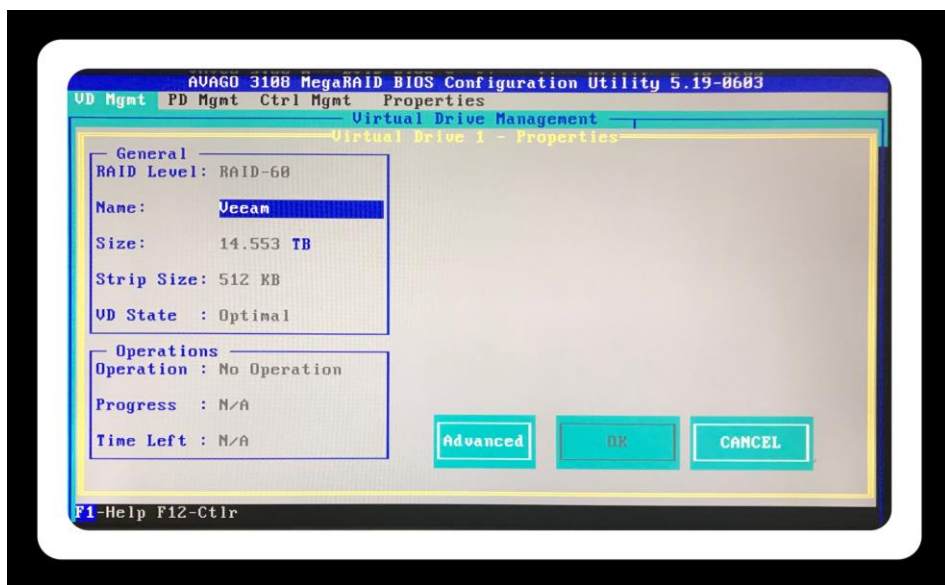 AVAGO 3108 MegaRAID BIOS Configuration Utility 5.19-0603
VD Mgmt PD Mgmt Ctrl Mgmt Properties
Virtual Drive Management
Virtual Drive 1 - Properties
General
RAID Level: RAID-60
Name: Veeam
Size: 14.553 TB
Strip Size: 512 KB
VD State : Optimal
Operations
Operation : No Operation
Progress : N/A
Time Left : N/A
Advanced OK CANCEL
F1-Help F12-Ctlr